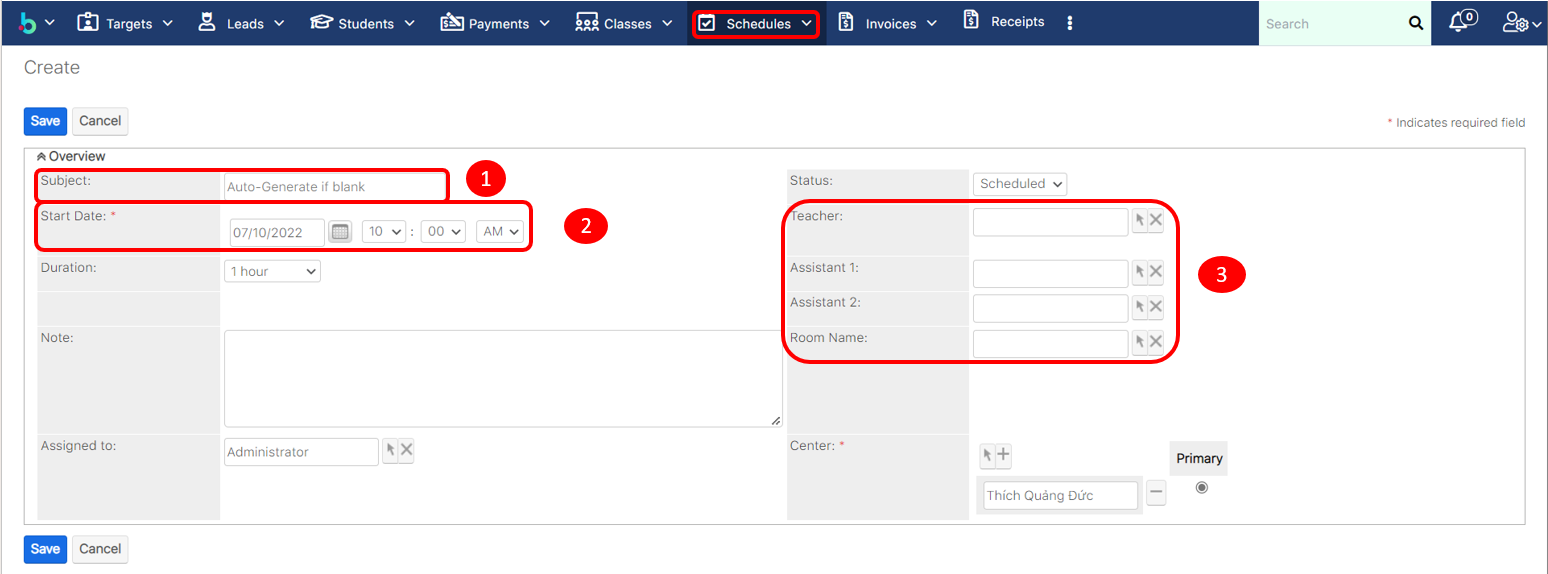 Targets Leads Students Payments Classes Schedules Invoices Receipts Search 0
Create
Save Cancel
* Indicates required field
Overview
Subject: Auto-Generate if blank 1 Status: Scheduled
Start Date: * 07/10/2022 10 : 00 AM 2 Teacher:
Duration: 1 hour Assistant 1: 3
Assistant 2:
Note: Room Name:
Assigned to: Administrator Center: * Primary
Thích Quảng Đức
Save Cancel